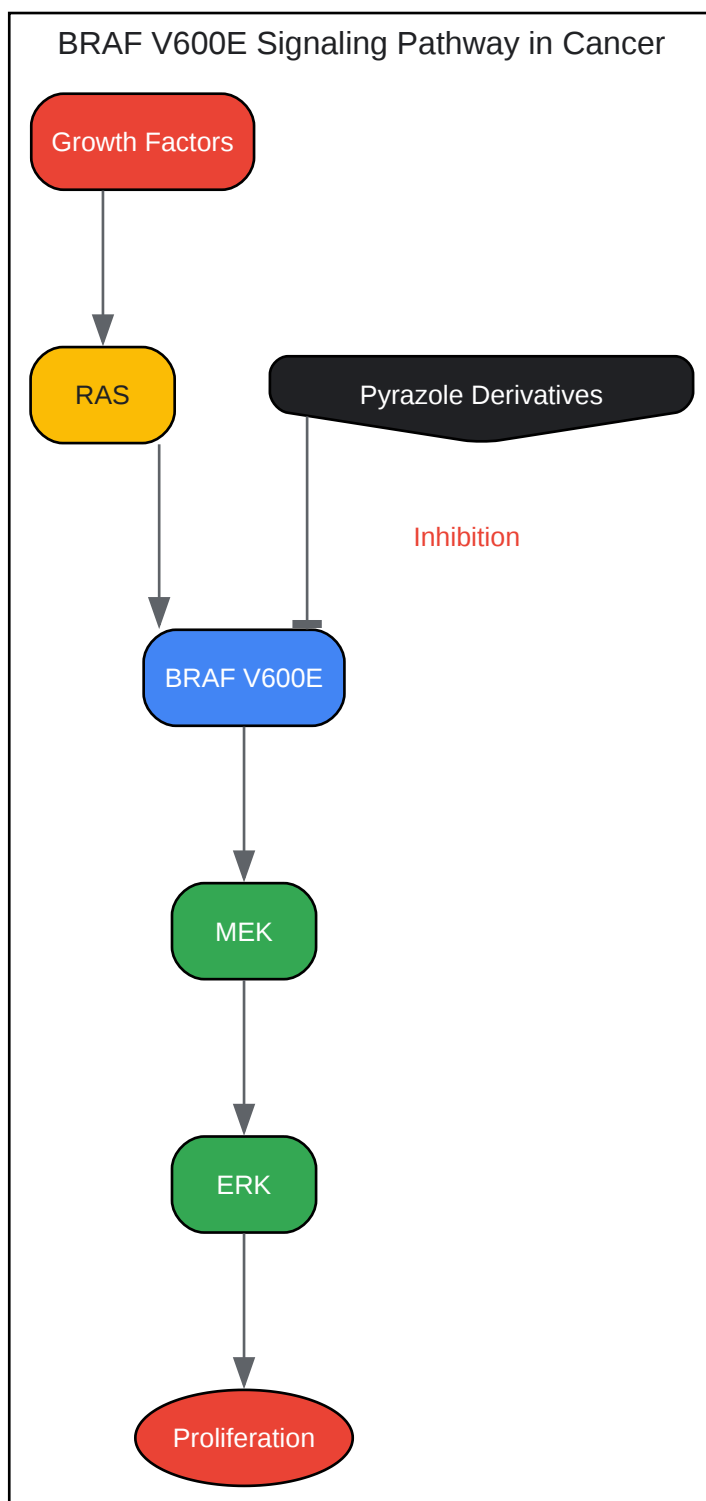 BRAF V600E Signaling Pathway in Cancer
Growth Factors
RAS
Pyrazole Derivatives
Inhibition
BRAF V600E
MEK
ERK
Proliferation